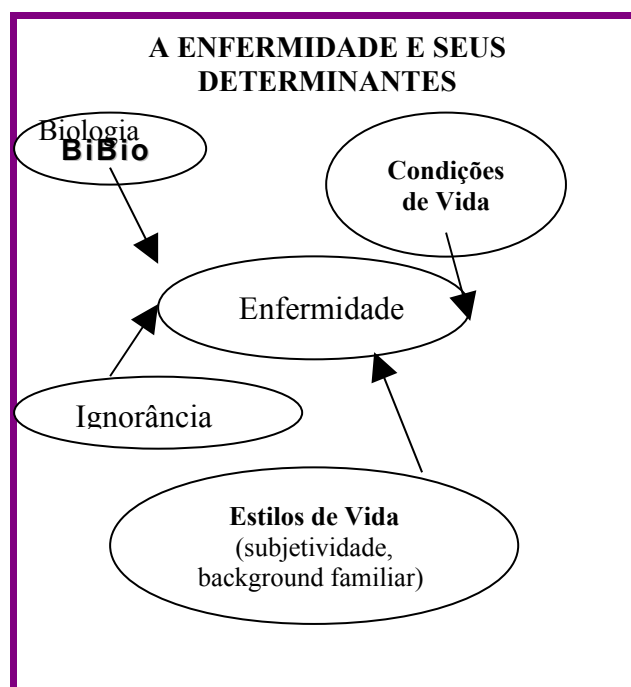 A ENFERMIDADE E SEUS
DETERMINANTES
Biologia
BiBio
Condições
de Vida
Enfermidade
Ignorância
Estilos de Vida
(subjetividade,
background familiar)